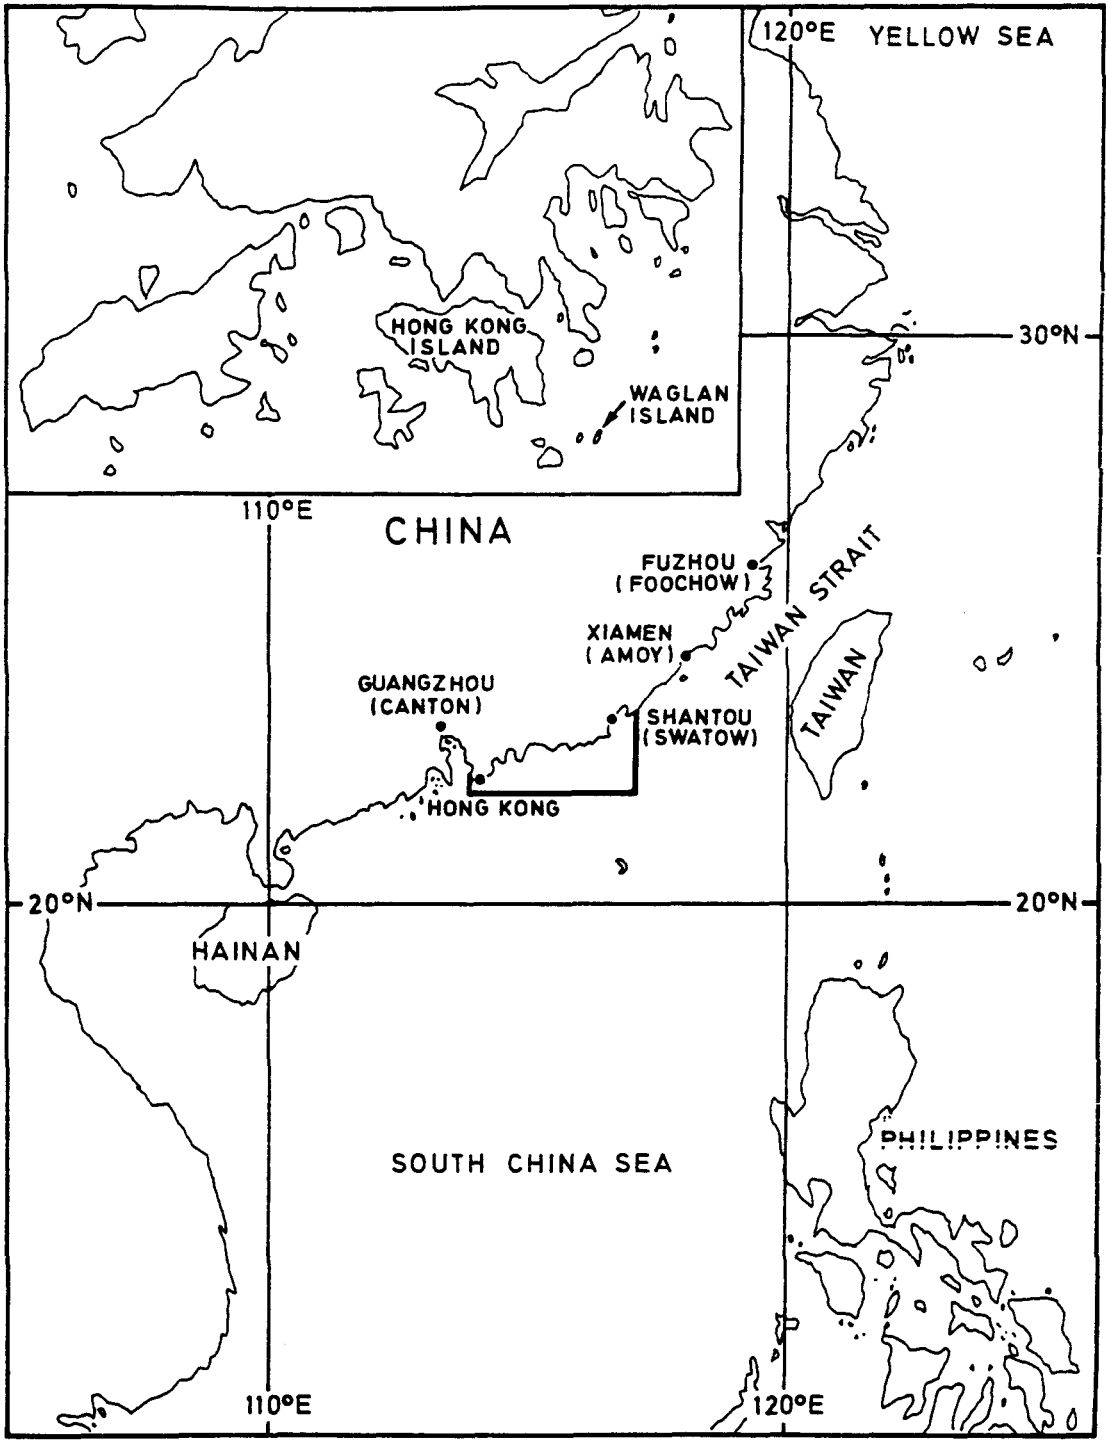 120°E YELLOW SEA
HONG KONG
ISLAND
30°N
WAGLAN
ISLAND
110°E
CHINA
FUZHOU
(FOOCHOW)
TAIWAN STRAIT
XIAMEN
(AMOY)
TAIWAN
GUANGZHOU
(CANTON)
SHANTOU
(SWATOW)
HONG KONG
20°N
20°N
HAINAN
PHILIPPINES
SOUTH CHINA SEA
110°E
120°E